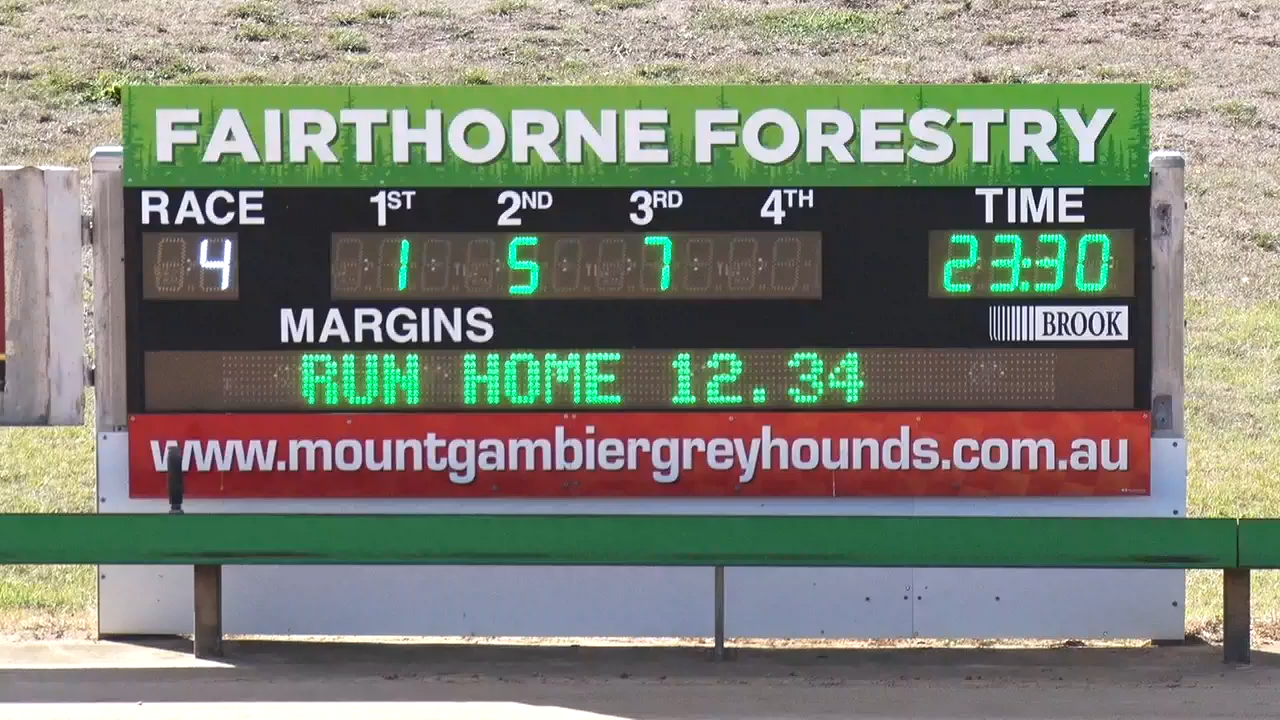 FAIRTHORNE FORESTRY
RACE 1ST 2ND 3RD 4TH TIME
4 1 5 7 23:30
MARGINS BROOK
RUN HOME 12.34
www.mountgambiergreyhounds.com.au